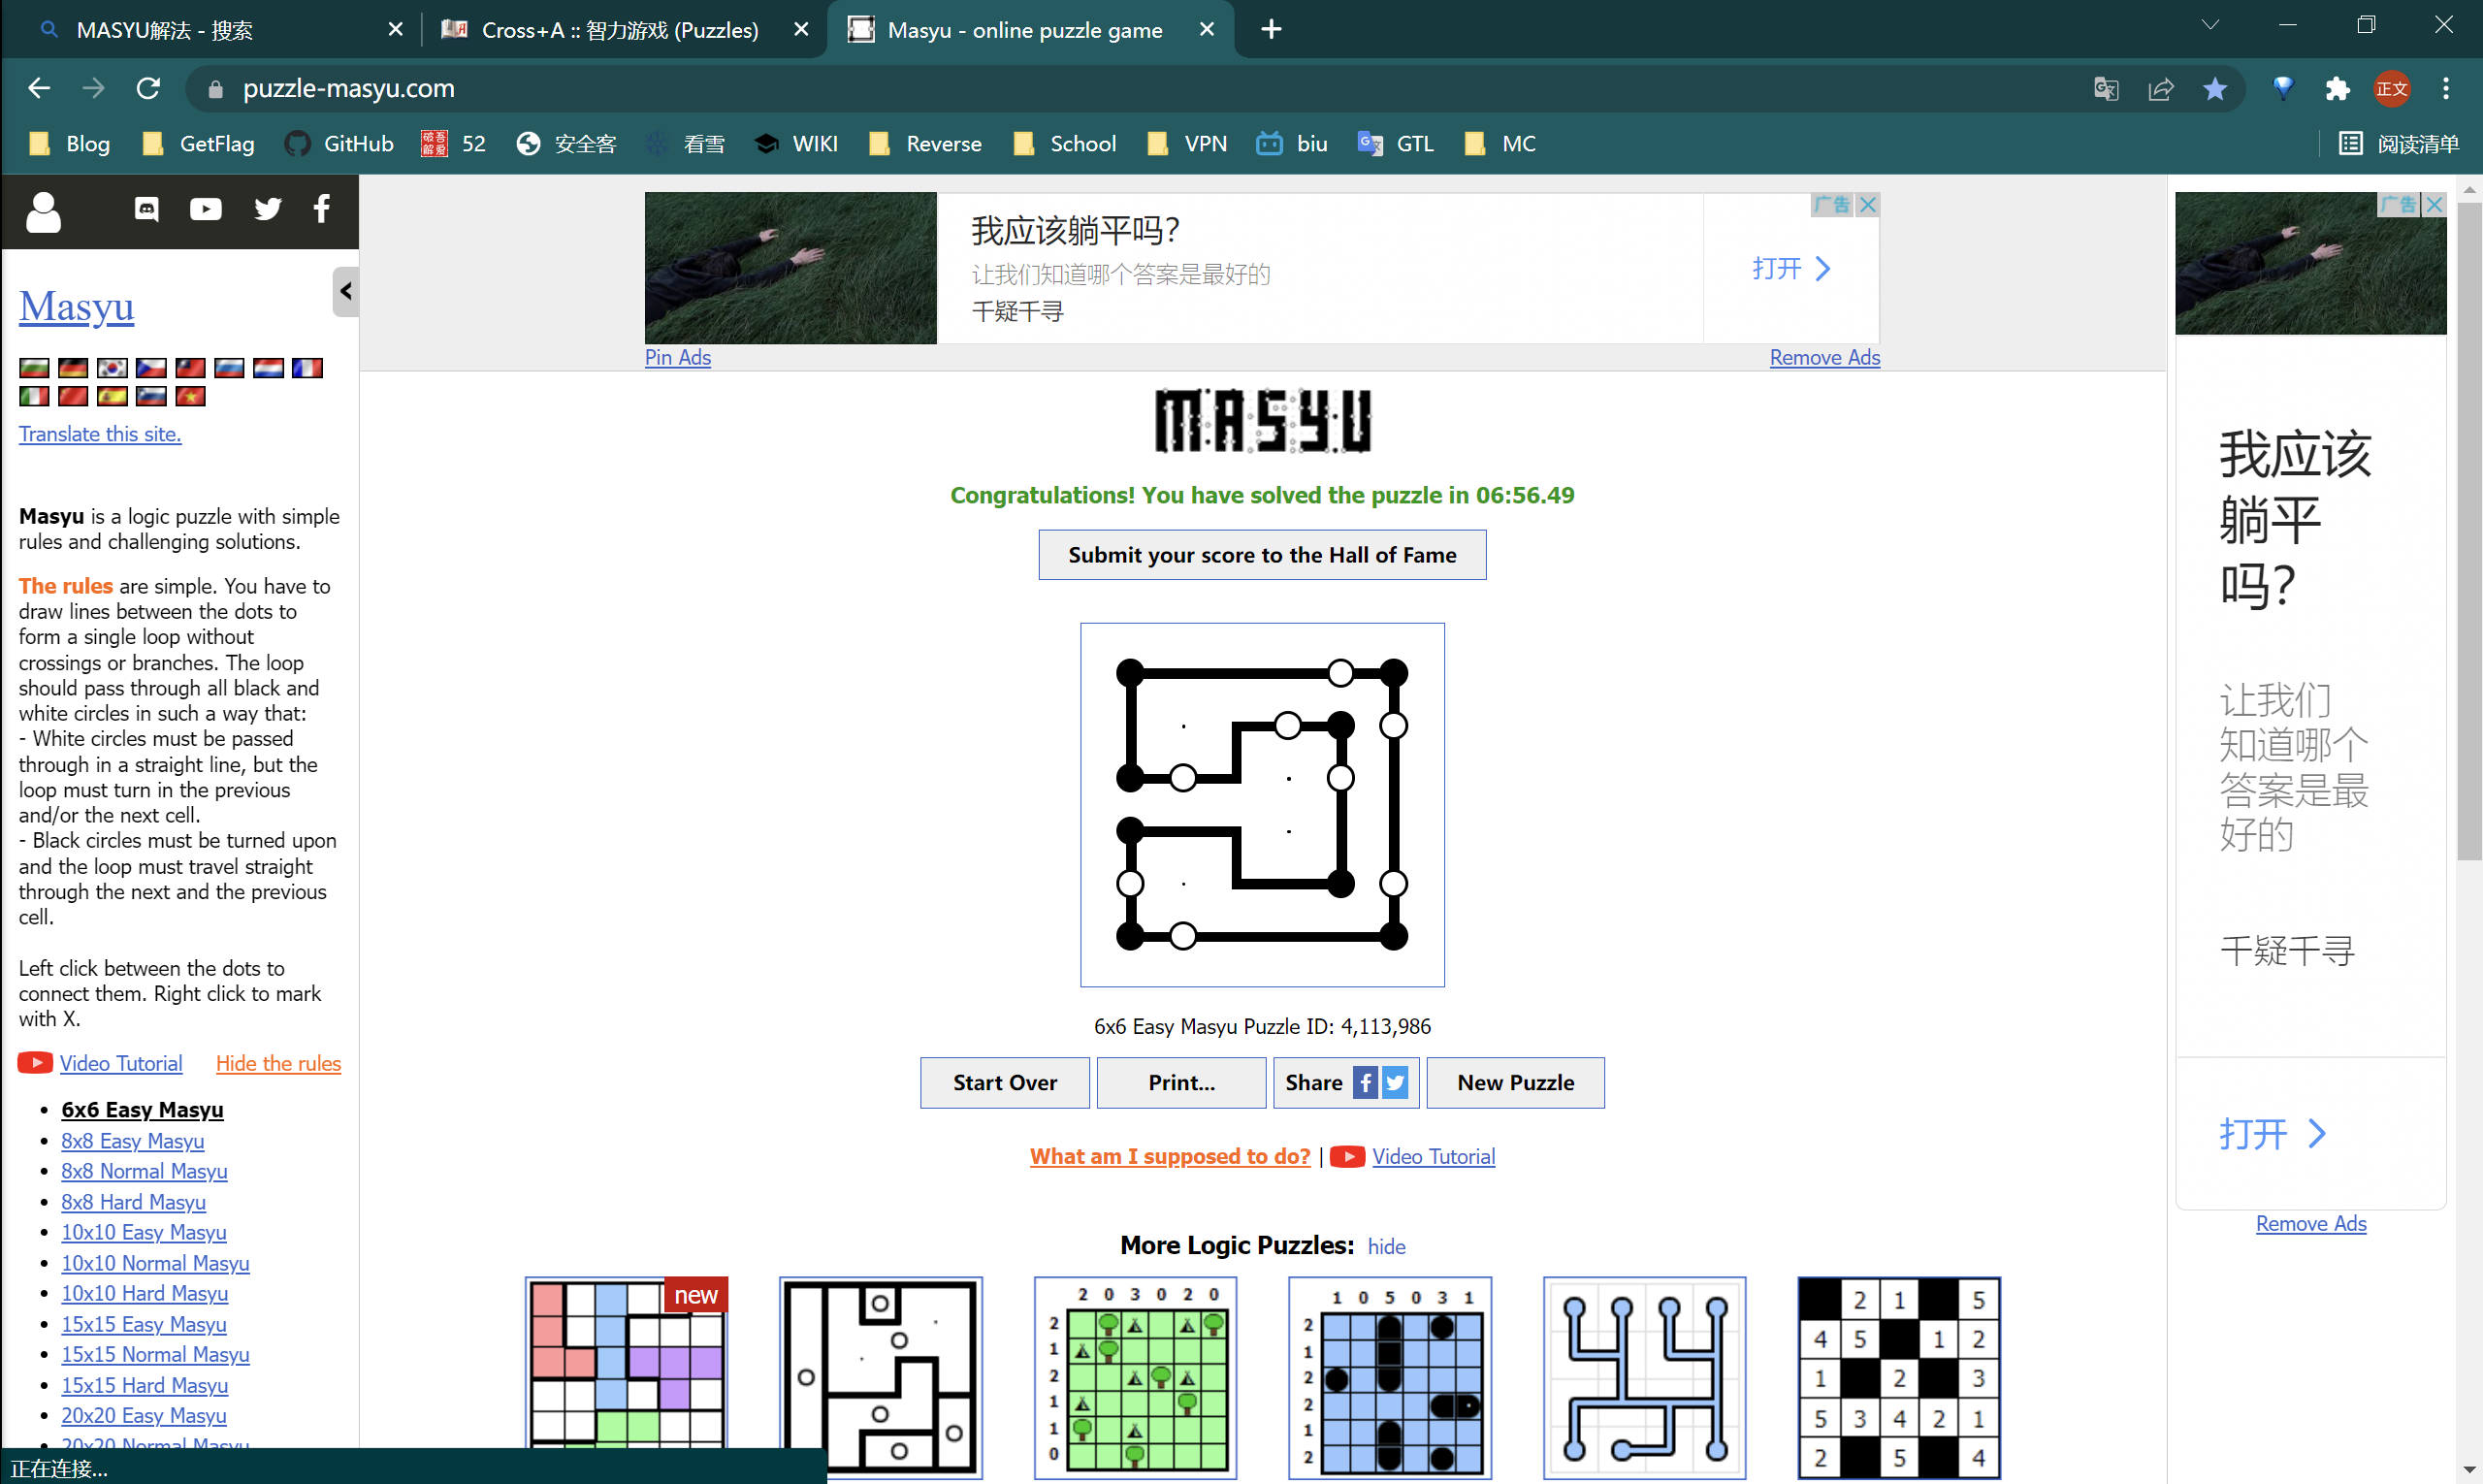 MASYU解法 - 搜索
Cross+A :: 智力游戏 (Puzzles)
Masyu - online puzzle game
puzzle-masyu.com
正文
Blog
GetFlag
GitHub
吾爱破解
52
安全客
看雪
WIKI
Reverse
School
VPN
biu
GTL
MC
阅读清单
Masyu
Translate this site.
Masyu is a logic puzzle with simple
rules and challenging solutions.
The rules are simple. You have to
draw lines between the dots to
form a single loop without
crossings or branches. The loop
should pass through all black and
white circles in such a way that:
- White circles must be passed
through in a straight line, but the
loop must turn in the previous
and/or the next cell.
- Black circles must be turned upon
and the loop must travel straight
through the next and the previous
cell.
Left click between the dots to
connect them. Right click to mark
with X.
Video Tutorial
Hide the rules
6x6 Easy Masyu
8x8 Easy Masyu
8x8 Normal Masyu
8x8 Hard Masyu
10x10 Easy Masyu
10x10 Normal Masyu
10x10 Hard Masyu
15x15 Easy Masyu
15x15 Normal Masyu
15x15 Hard Masyu
20x20 Easy Masyu
20x20 Normal Masyu
正在连接...
我应该躺平吗?
让我们知道哪个答案是最好的
千疑千寻
广告
打开
Pin Ads
Remove Ads
MASYU
Congratulations! You have solved the puzzle in 06:56.49
Submit your score to the Hall of Fame
6x6 Easy Masyu Puzzle ID: 4,113,986
Start Over
Print...
Share
New Puzzle
What am I supposed to do? | Video Tutorial
More Logic Puzzles: hide
new
2 0 3 0 2 0
2
1
2
1
1
0
1 0 5 0 3 1
2
1
2
2
1
2
2 1 5
4 5 1 2
1 2 3
5 3 4 2 1
2 5 4
广告
我应该
躺平
吗?
让我们
知道哪个
答案是最
好的
千疑千寻
打开
Remove Ads